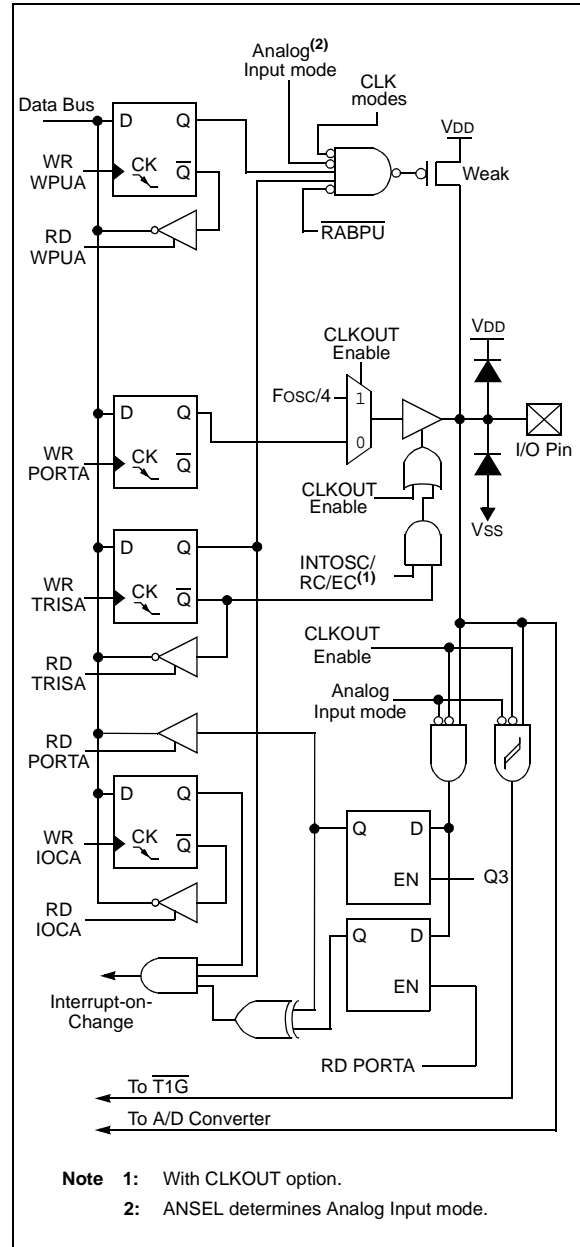 Analog(2)
Input mode
CLK
modes
Data Bus
D Q
VDD
WR
WPUA
CK
Q
Weak
RD
WPUA
RABPU
CLKOUT
Enable
VDD
FOSC/4
1
0
D Q
I/O Pin
WR
PORTA
CK
Q
CLKOUT
Enable
VSS
D Q
INTOSC/
RC/EC(1)
WR
TRISA
CK
Q
CLKOUT
Enable
RD
TRISA
Analog
Input mode
RD
PORTA
D Q
WR
IOCA
CK
Q
Q D
EN
Q3
RD
IOCA
Q D
EN
Interrupt-on-
Change
RD PORTA
To T1G
To A/D Converter
Note 1: With CLKOUT option.
2: ANSEL determines Analog Input mode.